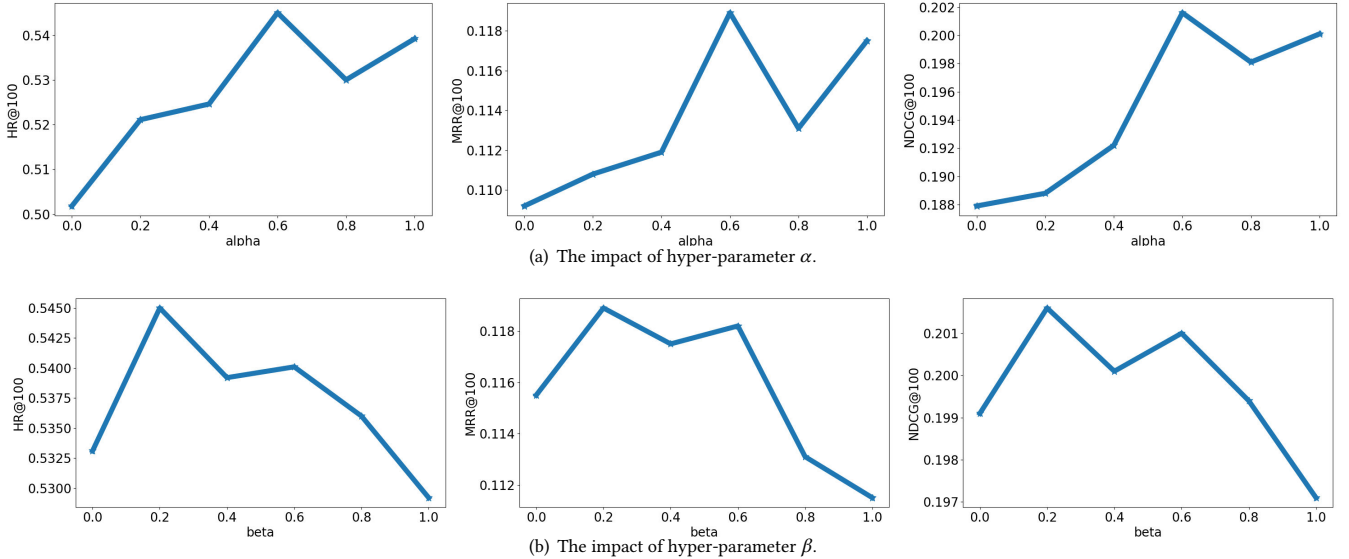 HR@100
0.54
0.53
0.52
0.51
0.50
0.0 0.2 0.4 0.6 0.8 1.0
alpha
MRR@100
0.118
0.116
0.114
0.112
0.110
0.0 0.2 0.4 0.6 0.8 1.0
alpha
NDCG@100
0.202
0.200
0.198
0.196
0.194
0.192
0.190
0.188
0.0 0.2 0.4 0.6 0.8 1.0
alpha
(a) The impact of hyper-parameter α.
HR@100
0.5450
0.5425
0.5400
0.5375
0.5350
0.5325
0.5300
0.0 0.2 0.4 0.6 0.8 1.0
beta
MRR@100
0.118
0.116
0.114
0.112
0.0 0.2 0.4 0.6 0.8 1.0
beta
NDCG@100
0.201
0.200
0.199
0.198
0.197
0.0 0.2 0.4 0.6 0.8 1.0
beta
(b) The impact of hyper-parameter β.